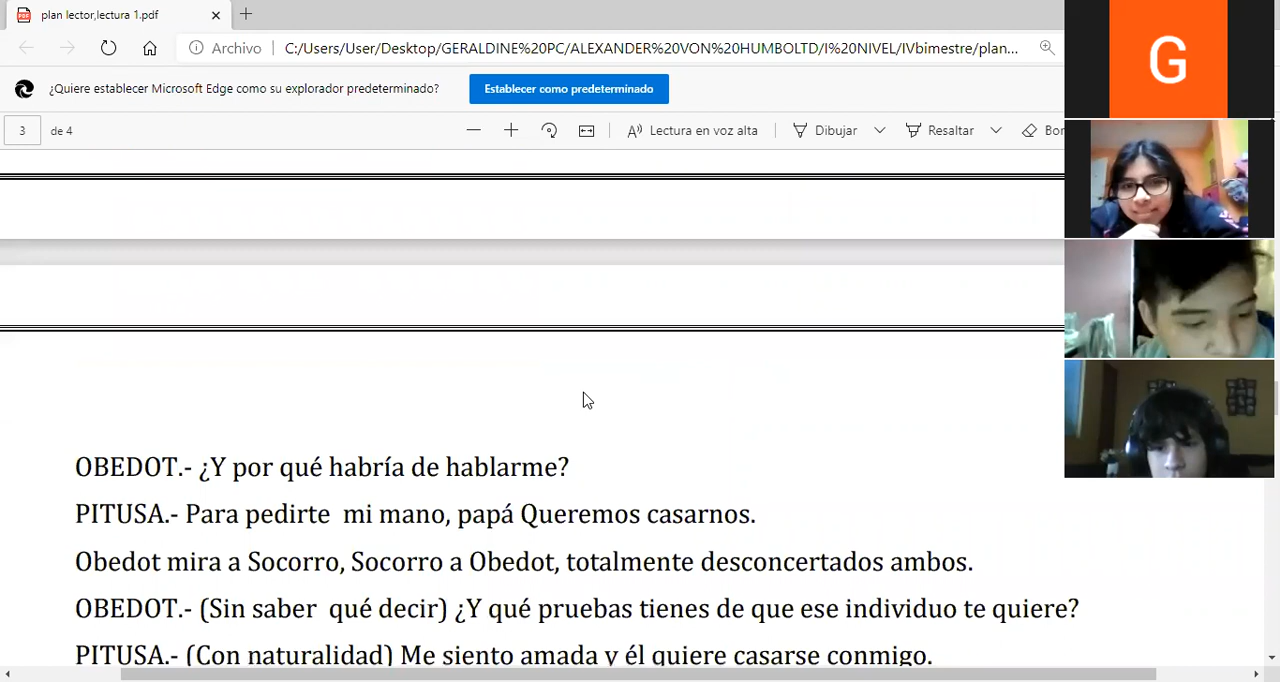 plan lector,lectura 1.pdf
Archivo C:/Users/User/Desktop/GERALDINE%20PC/ALEXANDER%20VON%20HUMBOLTD/I%20NIVEL/IVbimestre/plan...
¿Quiere establecer Microsoft Edge como su explorador predeterminado? Establecer como predeterminado
3 de 4 Lectura en voz alta Dibujar Resaltar Bor
G
OBEDOT.- ¿Y por qué habría de hablarme?
PITUSA.- Para pedirte mi mano, papá Queremos casarnos.
Obedot mira a Socorro, Socorro a Obedot, totalmente desconcertados ambos.
OBEDOT.- (Sin saber qué decir) ¿Y qué pruebas tienes de que ese individuo te quiere?
PITUSA.- (Con naturalidad) Me siento amada y él quiere casarse conmigo.